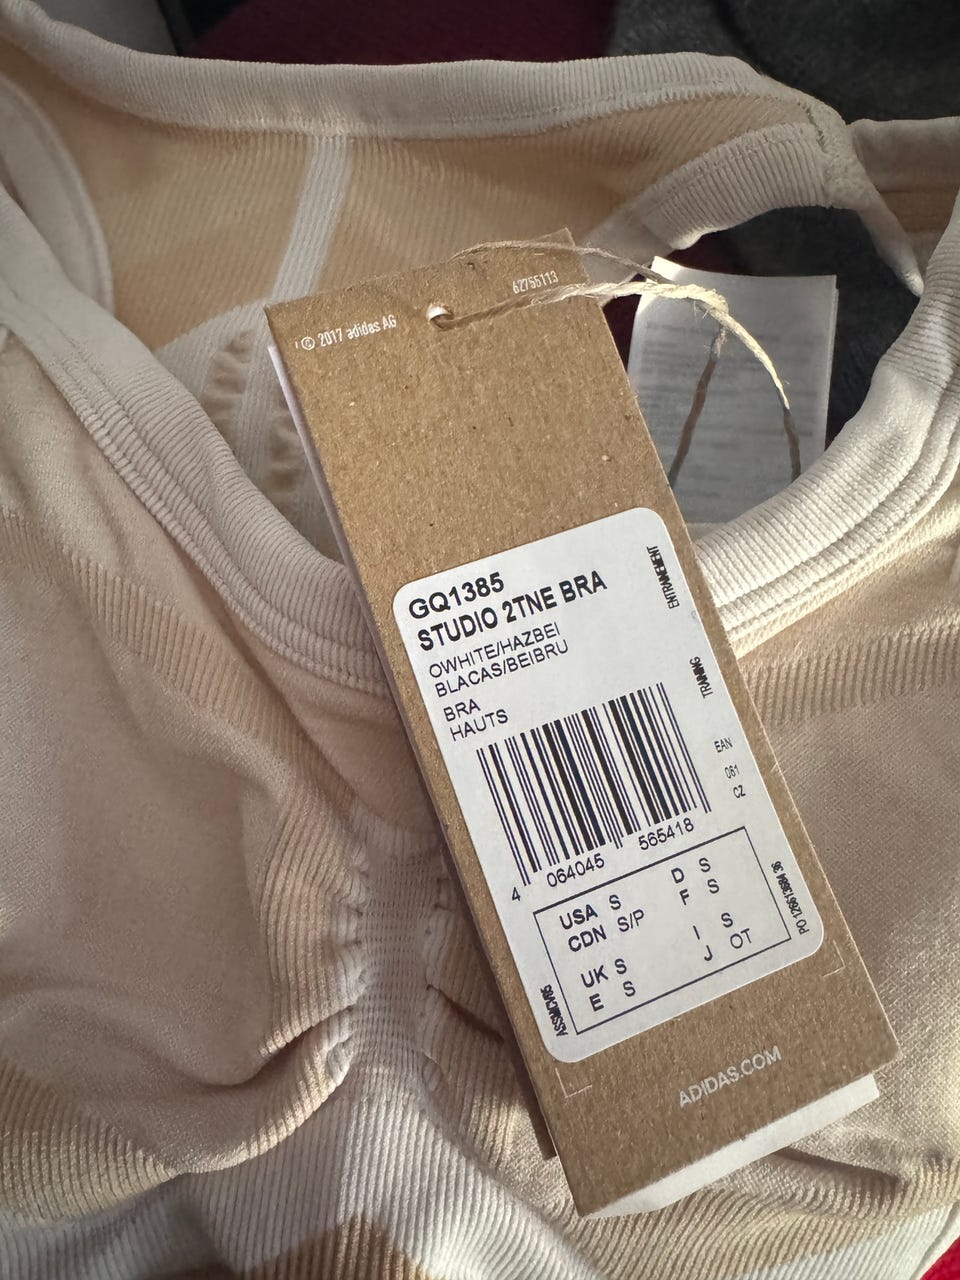 © 2017 adidas AG
62755113
GQ1385
STUDIO 2TNE BRA
OWHITE/HAZBEI
BLACAS/BEIBRU
BRA
HAUTS
ENTRAINEMENT
TRAINING
EAN
061
CZ
4 064045 565418
USA S D S
CDN S/P F S
UK S I S
E S J OT
ADIDAS.COM